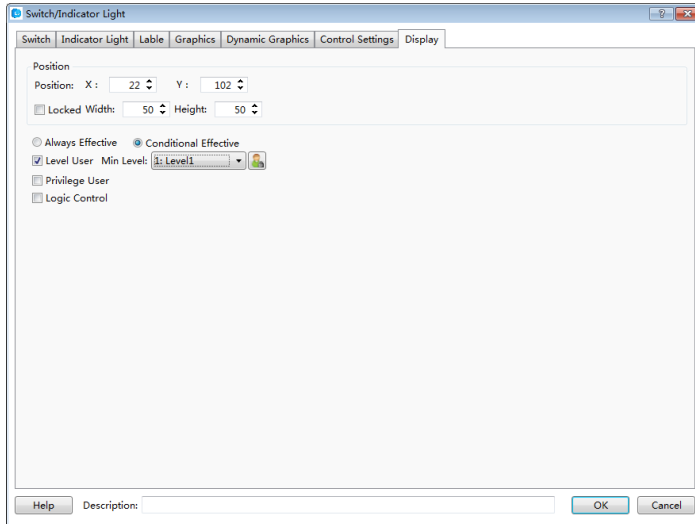 Switch/Indicator Light
Switch Indicator Light Lable Graphics Dynamic Graphics Control Settings Display
Position
Position: X : 22 Y : 102
Locked Width: 50 Height: 50
Always Effective Conditional Effective
Level User Min Level: 1: Level1
Privilege User
Logic Control
Help Description: OK Cancel